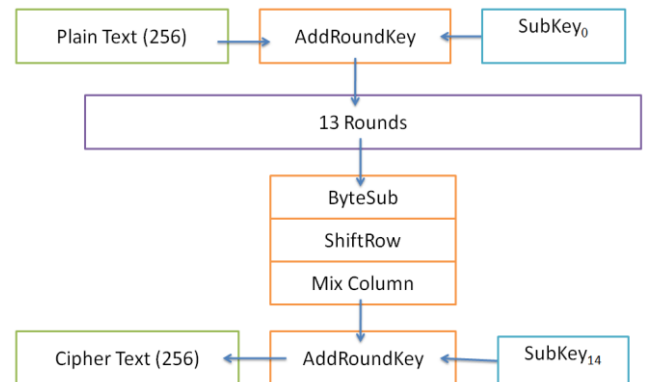 Plain Text (256)
AddRoundKey
SubKey₀
13 Rounds
ByteSub
ShiftRow
Mix Column
Cipher Text (256)
AddRoundKey
SubKey₁₄